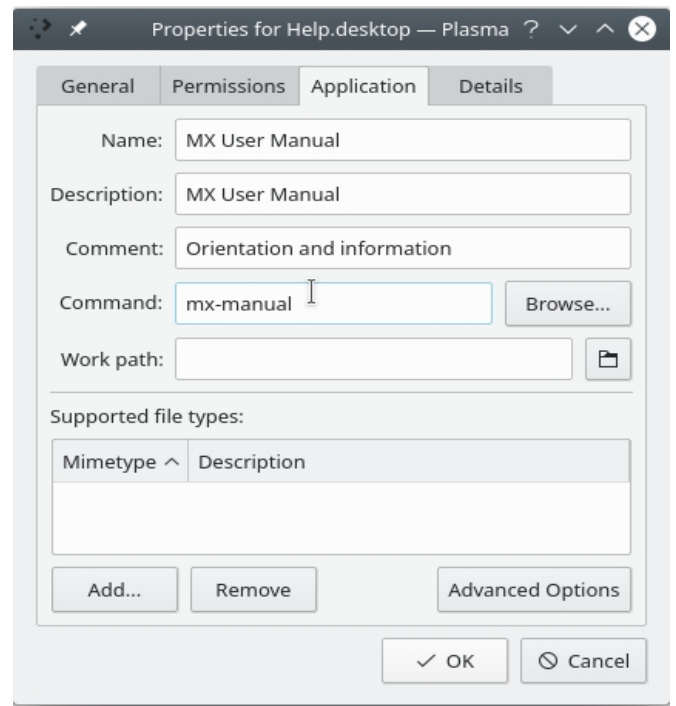 Properties for Help.desktop — Plasma ?
General Permissions Application Details
Name: MX User Manual
Description: MX User Manual
Comment: Orientation and information
Command: mx-manual Browse...
Work path:
Supported file types:
Mimetype Description
Add... Remove Advanced Options
OK Cancel